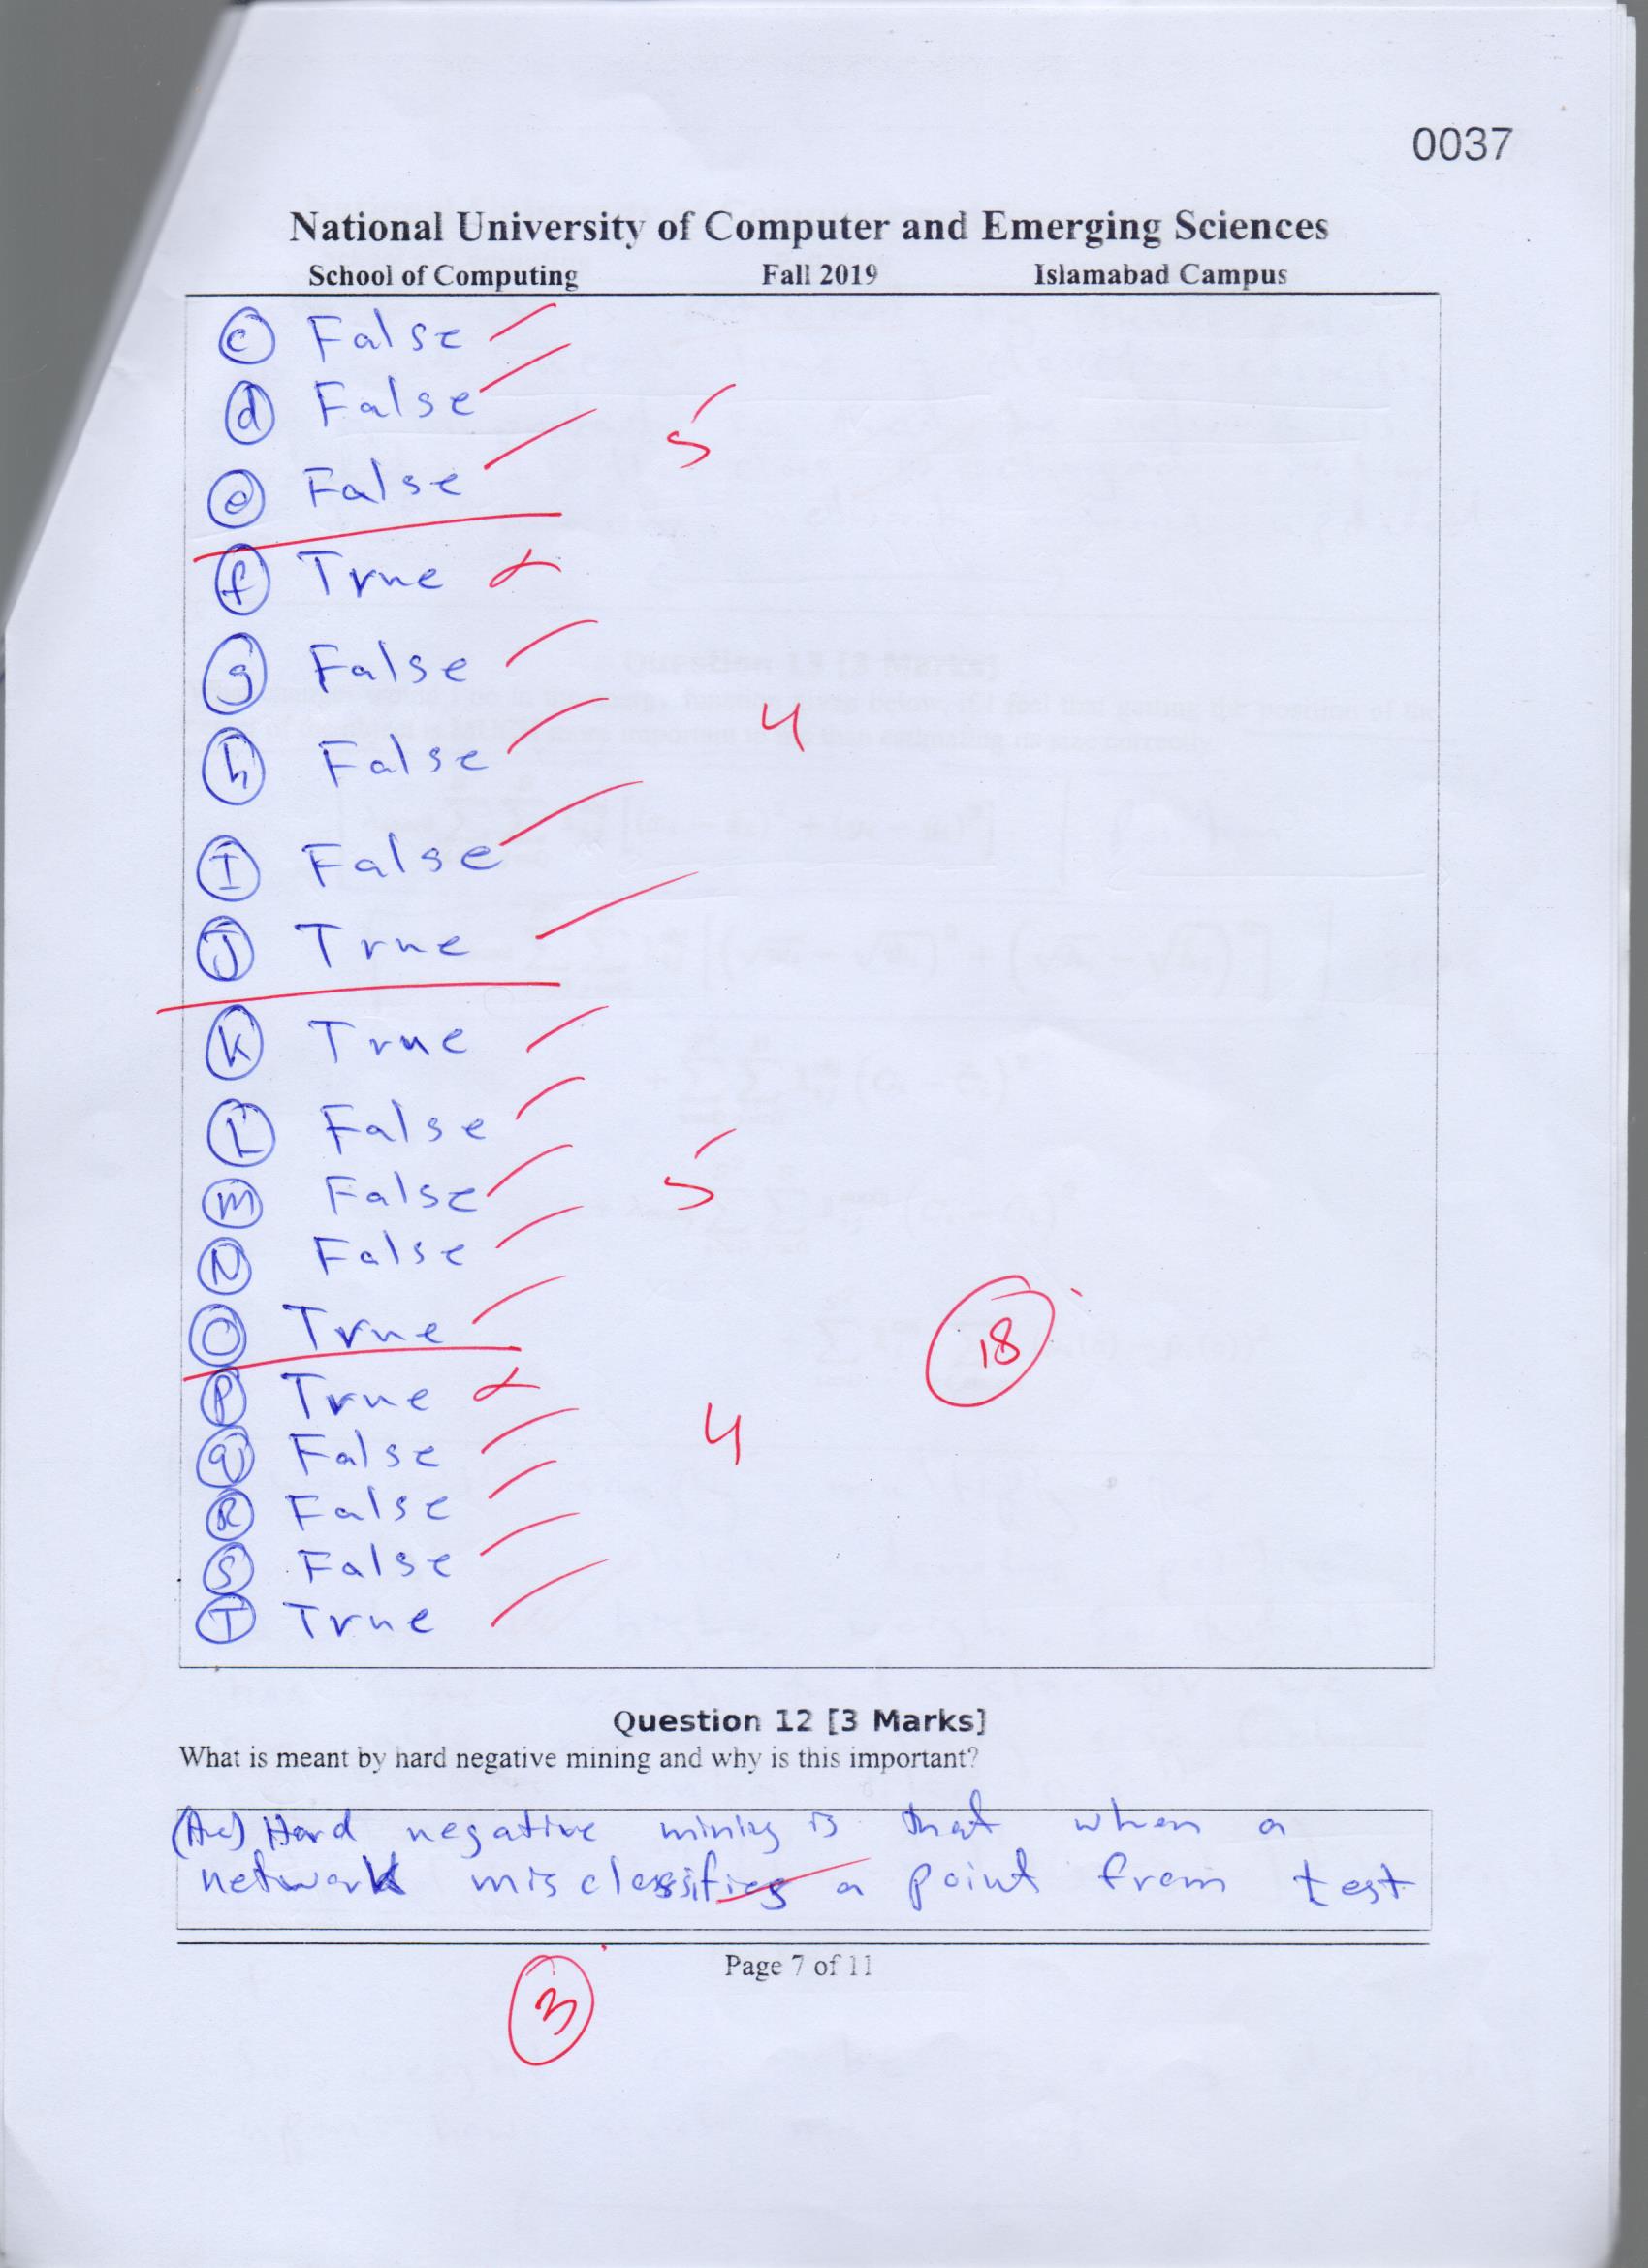 0037
National University of Computer and Emerging Sciences
School of Computing Fall 2019 Islamabad Campus
c False
d False
e False
5
f True
g False
h False
4
I False
J True
K True
L False
m False
5
N False
O True
18
P True
4
q False
R False
S False
T True
Question 12 [3 Marks]
What is meant by hard negative mining and why is this important?
(Ans) Hard negative mining is that when a
network misclassifies a point from test
Page 7 of 11
3